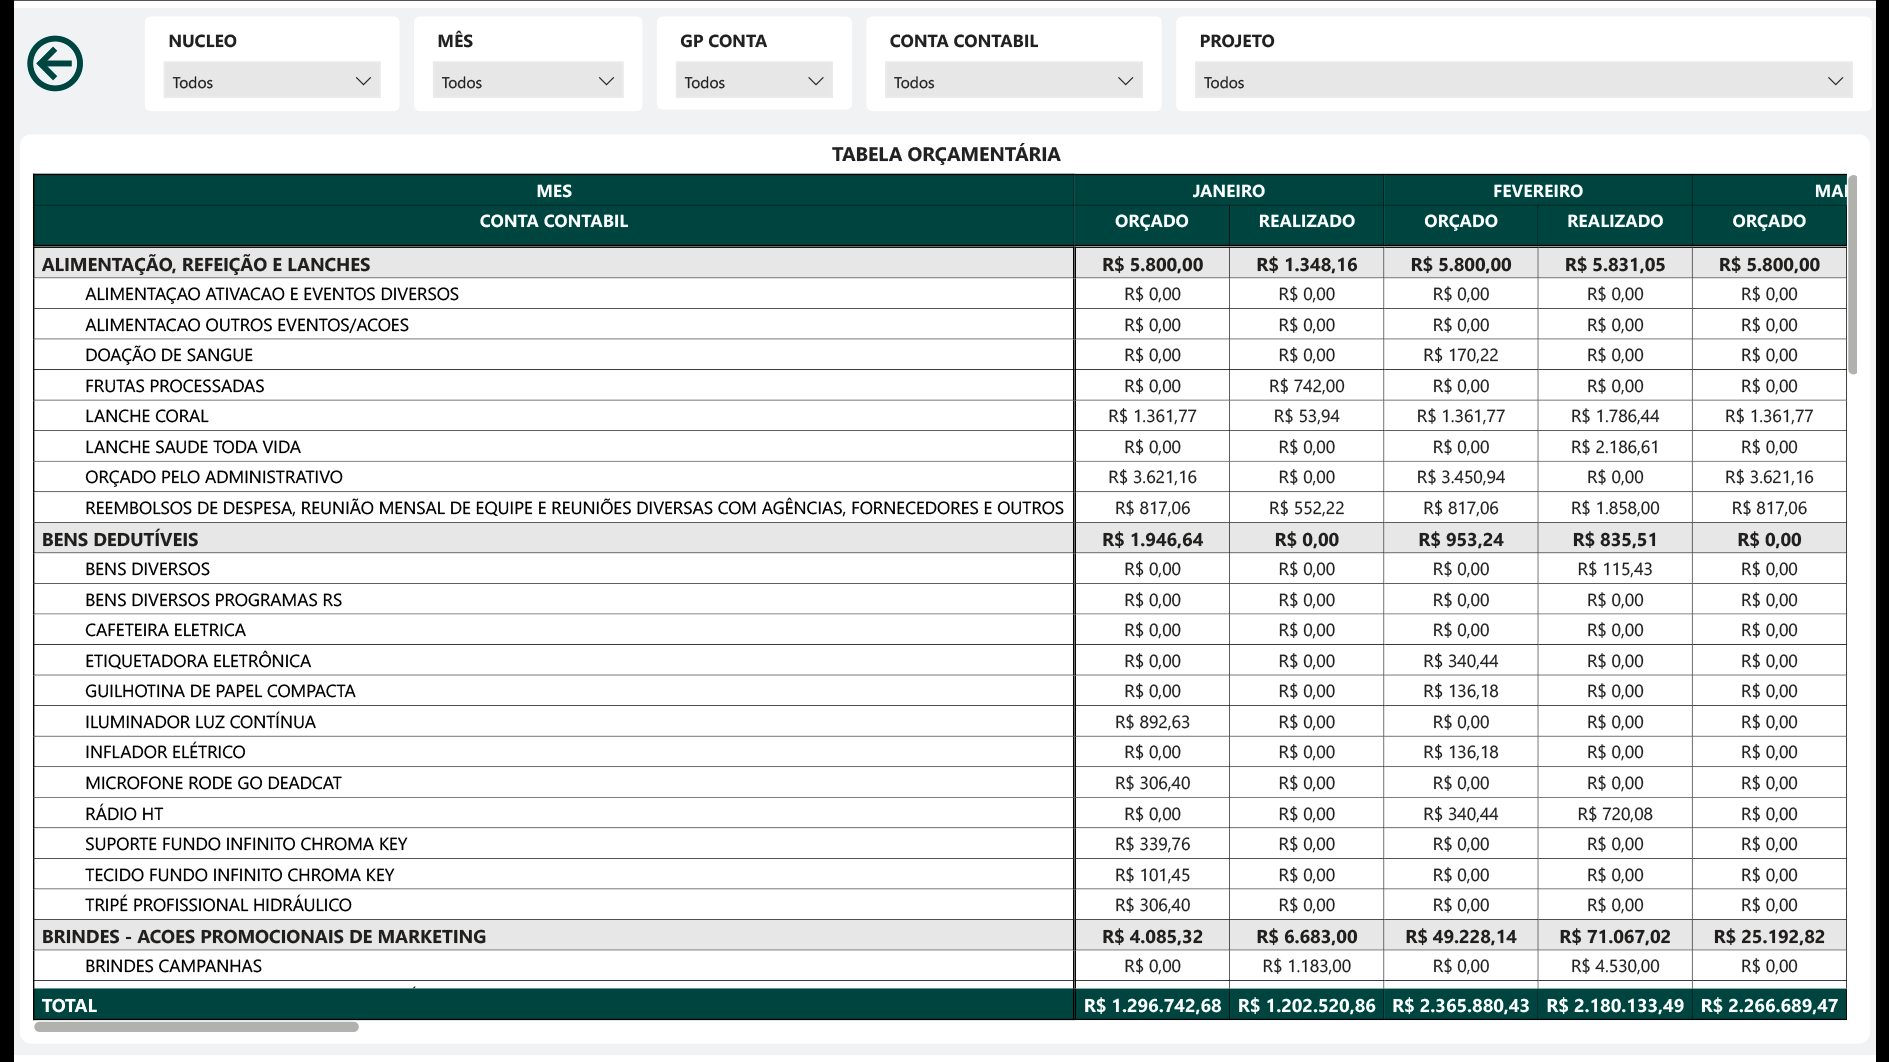 NUCLEO MÊS GP CONTA CONTA CONTABIL PROJETO
Todos Todos Todos Todos Todos
TABELA ORÇAMENTÁRIA
MES JANEIRO FEVEREIRO
CONTA CONTABIL ORÇADO REALIZADO ORÇADO REALIZADO ORÇADO
ALIMENTAÇÃO, REFEIÇÃO E LANCHES R$ 5.800,00 R$ 1.348,16 R$ 5.800,00 R$ 5.831,05 R$ 5.800,00
ALIMENTAÇAO ATIVACAO E EVENTOS DIVERSOS R$ 0,00 R$ 0,00 R$ 0,00 R$ 0,00 R$ 0,00
ALIMENTACAO OUTROS EVENTOS/ACOES R$ 0,00 R$ 0,00 R$ 0,00 R$ 0,00 R$ 0,00
DOAÇÃO DE SANGUE R$ 0,00 R$ 0,00 R$ 170,22 R$ 0,00 R$ 0,00
FRUTAS PROCESSADAS R$ 0,00 R$ 742,00 R$ 0,00 R$ 0,00 R$ 0,00
LANCHE CORAL R$ 1.361,77 R$ 53,94 R$ 1.361,77 R$ 1.786,44 R$ 1.361,77
LANCHE SAUDE TODA VIDA R$ 0,00 R$ 0,00 R$ 0,00 R$ 2.186,61 R$ 0,00
ORÇADO PELO ADMINISTRATIVO R$ 3.621,16 R$ 0,00 R$ 3.450,94 R$ 0,00 R$ 3.621,16
REEMBOLSOS DE DESPESA, REUNIÃO MENSAL DE EQUIPE E REUNIÕES DIVERSAS COM AGÊNCIAS, FORNECEDORES E OUTROS R$ 817,06 R$ 552,22 R$ 817,06 R$ 1.858,00 R$ 817,06
BENS DEDUTÍVEIS R$ 1.946,64 R$ 0,00 R$ 953,24 R$ 835,51 R$ 0,00
BENS DIVERSOS R$ 0,00 R$ 0,00 R$ 0,00 R$ 115,43 R$ 0,00
BENS DIVERSOS PROGRAMAS RS R$ 0,00 R$ 0,00 R$ 0,00 R$ 0,00 R$ 0,00
CAFETEIRA ELETRICA R$ 0,00 R$ 0,00 R$ 0,00 R$ 0,00 R$ 0,00
ETIQUETADORA ELETRÔNICA R$ 0,00 R$ 0,00 R$ 340,44 R$ 0,00 R$ 0,00
GUILHOTINA DE PAPEL COMPACTA R$ 0,00 R$ 0,00 R$ 136,18 R$ 0,00 R$ 0,00
ILUMINADOR LUZ CONTÍNUA R$ 892,63 R$ 0,00 R$ 0,00 R$ 0,00 R$ 0,00
INFLADOR ELÉTRICO R$ 0,00 R$ 0,00 R$ 136,18 R$ 0,00 R$ 0,00
MICROFONE RODE GO DEADCAT R$ 306,40 R$ 0,00 R$ 0,00 R$ 0,00 R$ 0,00
RÁDIO HT R$ 0,00 R$ 0,00 R$ 340,44 R$ 720,08 R$ 0,00
SUPORTE FUNDO INFINITO CHROMA KEY R$ 339,76 R$ 0,00 R$ 0,00 R$ 0,00 R$ 0,00
TECIDO FUNDO INFINITO CHROMA KEY R$ 101,45 R$ 0,00 R$ 0,00 R$ 0,00 R$ 0,00
TRIPÉ PROFISSIONAL HIDRÁULICO R$ 306,40 R$ 0,00 R$ 0,00 R$ 0,00 R$ 0,00
BRINDES - ACOES PROMOCIONAIS DE MARKETING R$ 4.085,32 R$ 6.683,00 R$ 49.228,14 R$ 71.067,02 R$ 25.192,82
BRINDES CAMPANHAS R$ 0,00 R$ 1.183,00 R$ 0,00 R$ 4.530,00 R$ 0,00
TOTAL R$ 1.296.742,68 R$ 1.202.520,86 R$ 2.365.880,43 R$ 2.180.133,49 R$ 2.266.689,47